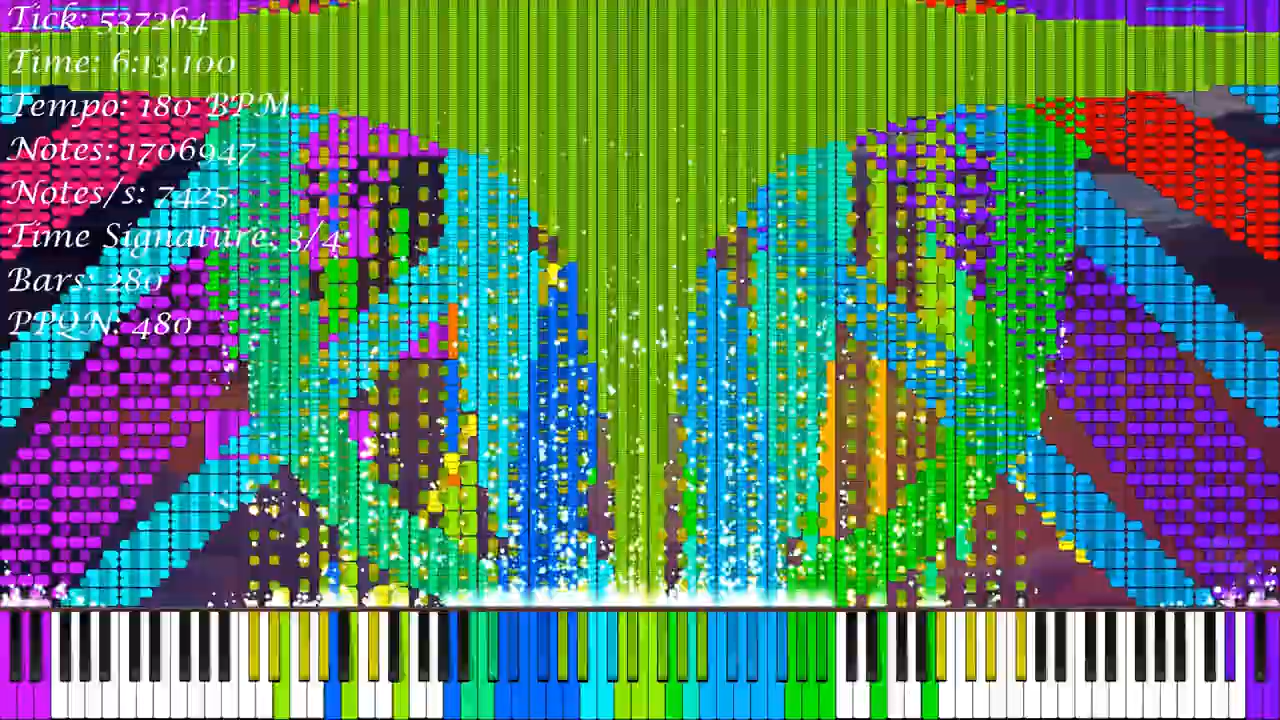 Tick: 537264
Time: 6:13.100
Tempo: 180 BPM
Notes: 1706947
Notes/s: 7425
Time Signature: 3/4
Bars: 280
PPQN: 480